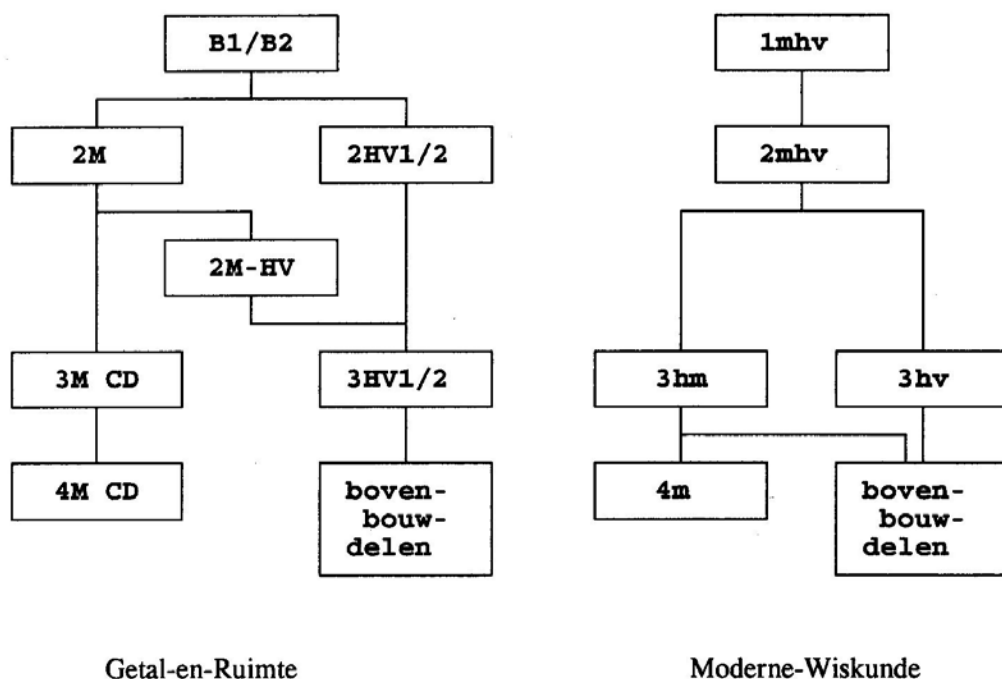 B1/B2
2M
2HV1/2
2M-HV
3M CD
3HV1/2
4M CD
boven-
bouw-
delen
Getal-en-Ruimte
1mhv
2mhv
3hm
3hv
4m
boven-
bouw-
delen
Moderne-Wiskunde